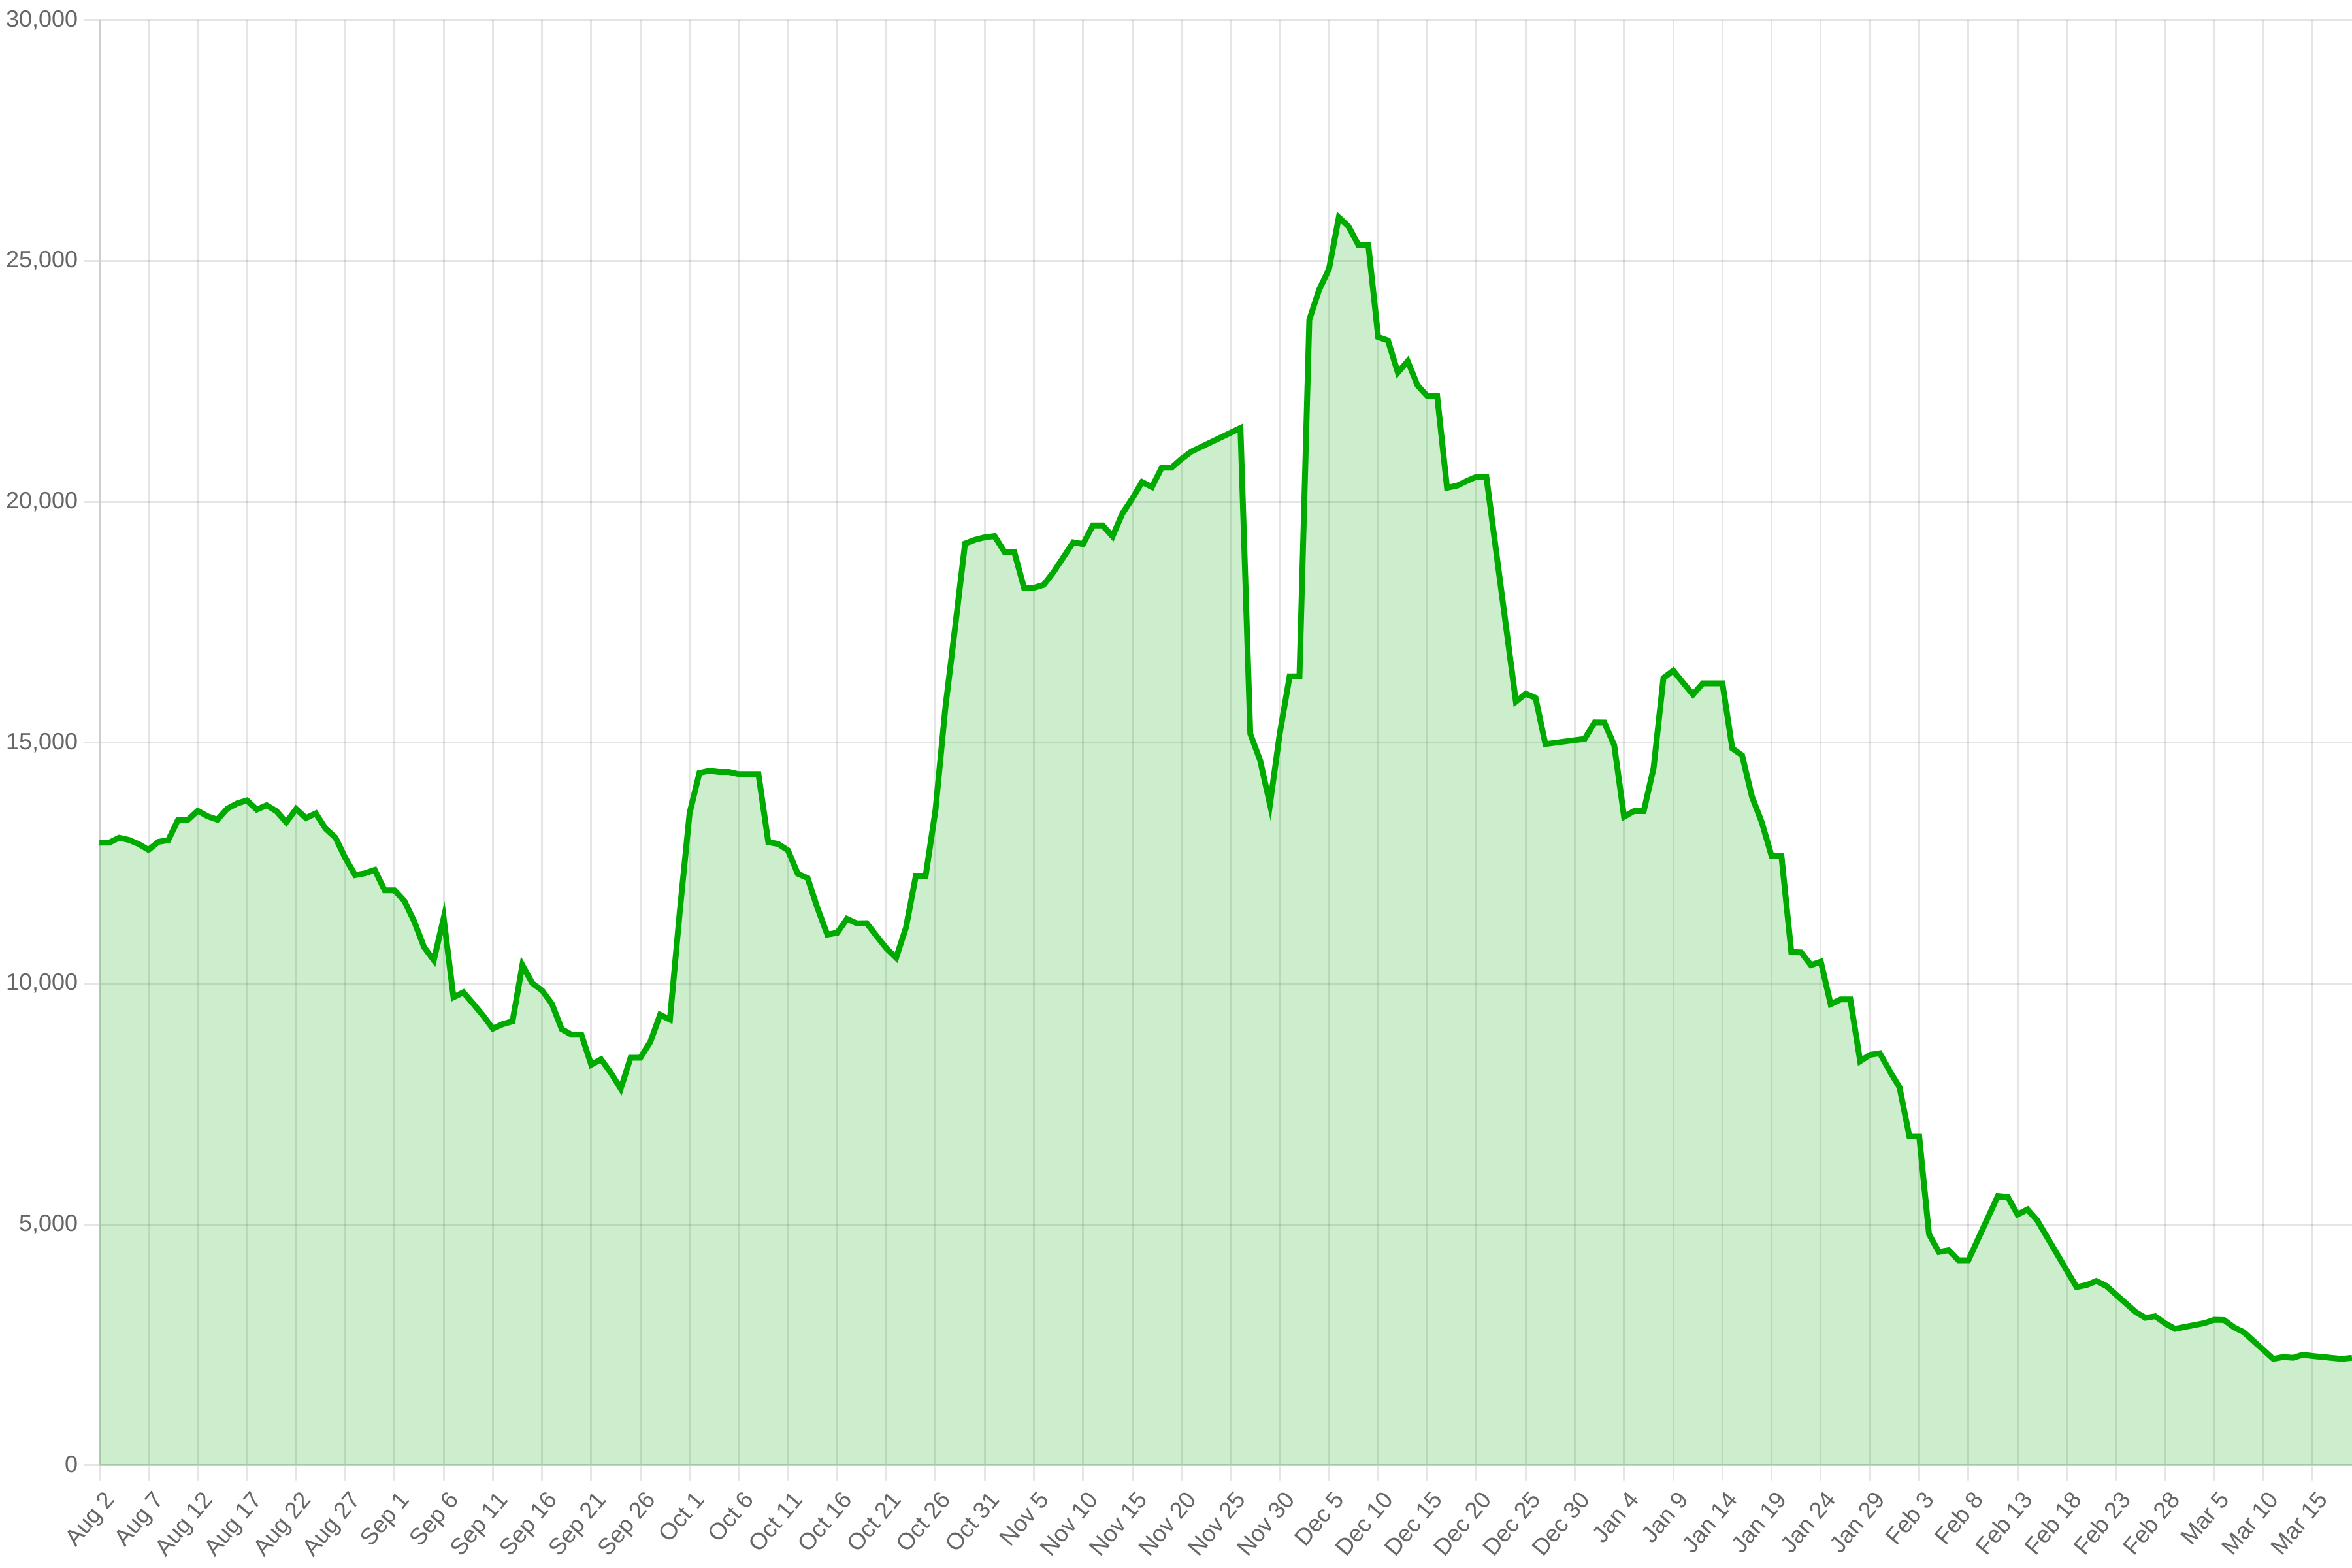 30,000
25,000
20,000
15,000
10,000
5,000
0
Aug 2
Aug 7
Aug 12
Aug 17
Aug 22
Aug 27
Sep 1
Sep 6
Sep 11
Sep 16
Sep 21
Sep 26
Oct 1
Oct 6
Oct 11
Oct 16
Oct 21
Oct 26
Oct 31
Nov 5
Nov 10
Nov 15
Nov 20
Nov 25
Nov 30
Dec 5
Dec 10
Dec 15
Dec 20
Dec 25
Dec 30
Jan 4
Jan 9
Jan 14
Jan 19
Jan 24
Jan 29
Feb 3
Feb 8
Feb 13
Feb 18
Feb 23
Feb 28
Mar 5
Mar 10
Mar 15